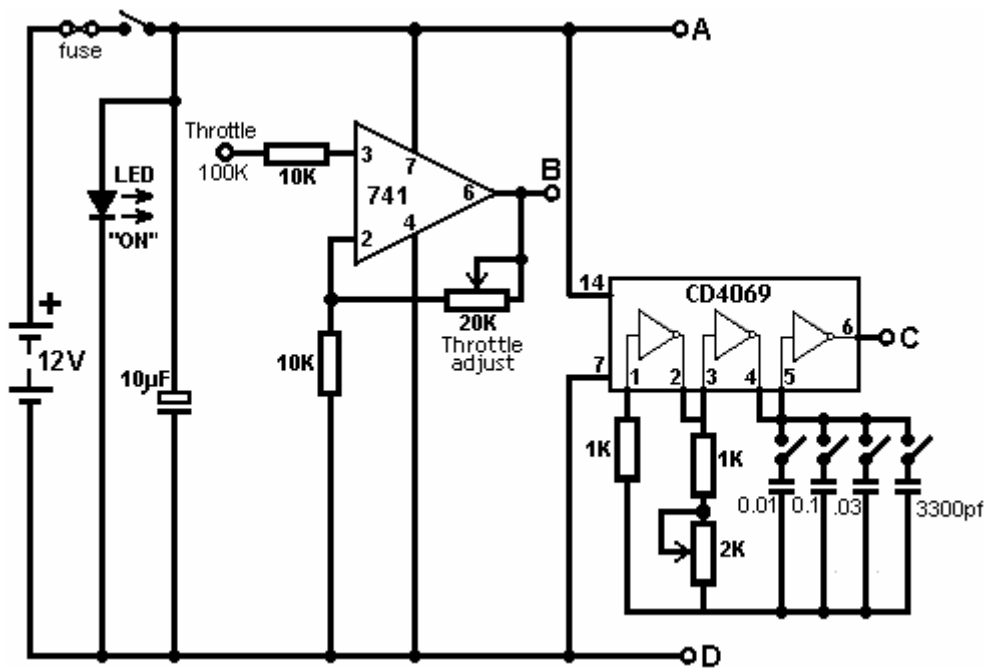 A
fuse
Throttle
100K
10K
3
7
741
6
4
2
B
LED
"ON"
20K
Throttle
adjust
10K
+
12V
10µF
14
CD4069
7
1
2
3
4
5
6
C
1K
1K
2K
0.01
0.1
.03
3300pf
D